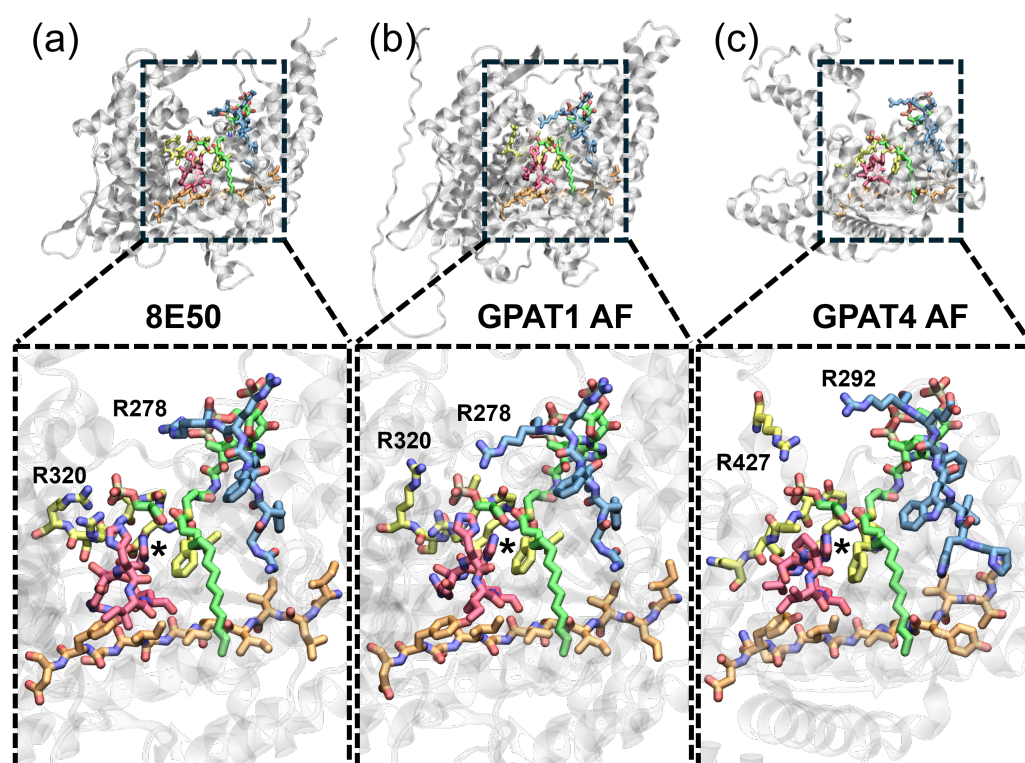 (a) (b) (c)
8E50 GPAT1 AF GPAT4 AF
R278 R278 R292
R320 R320 R427
* * *